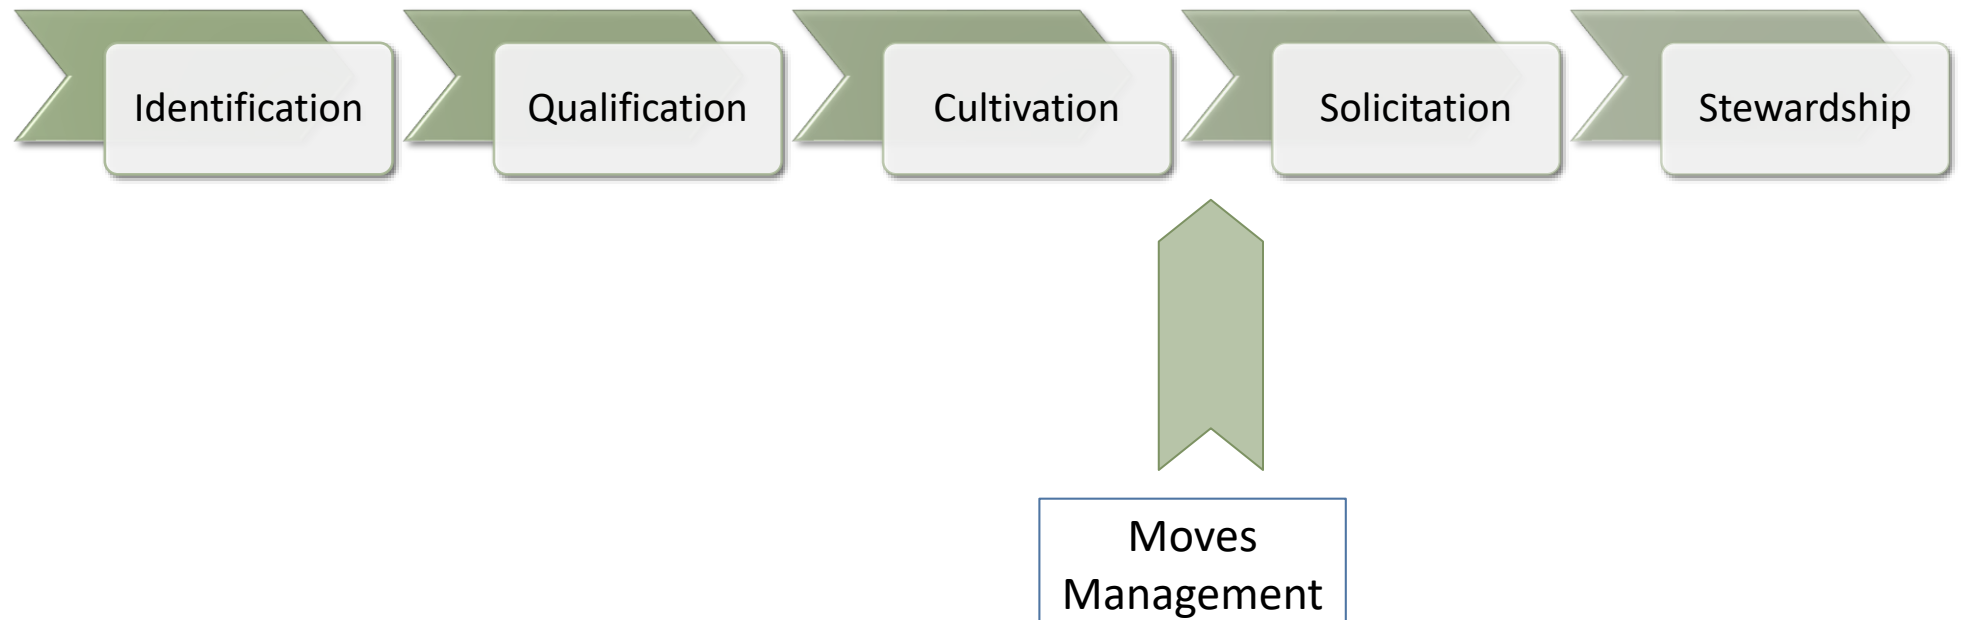 Identification
Qualification
Cultivation
Solicitation
Stewardship
Moves
Management